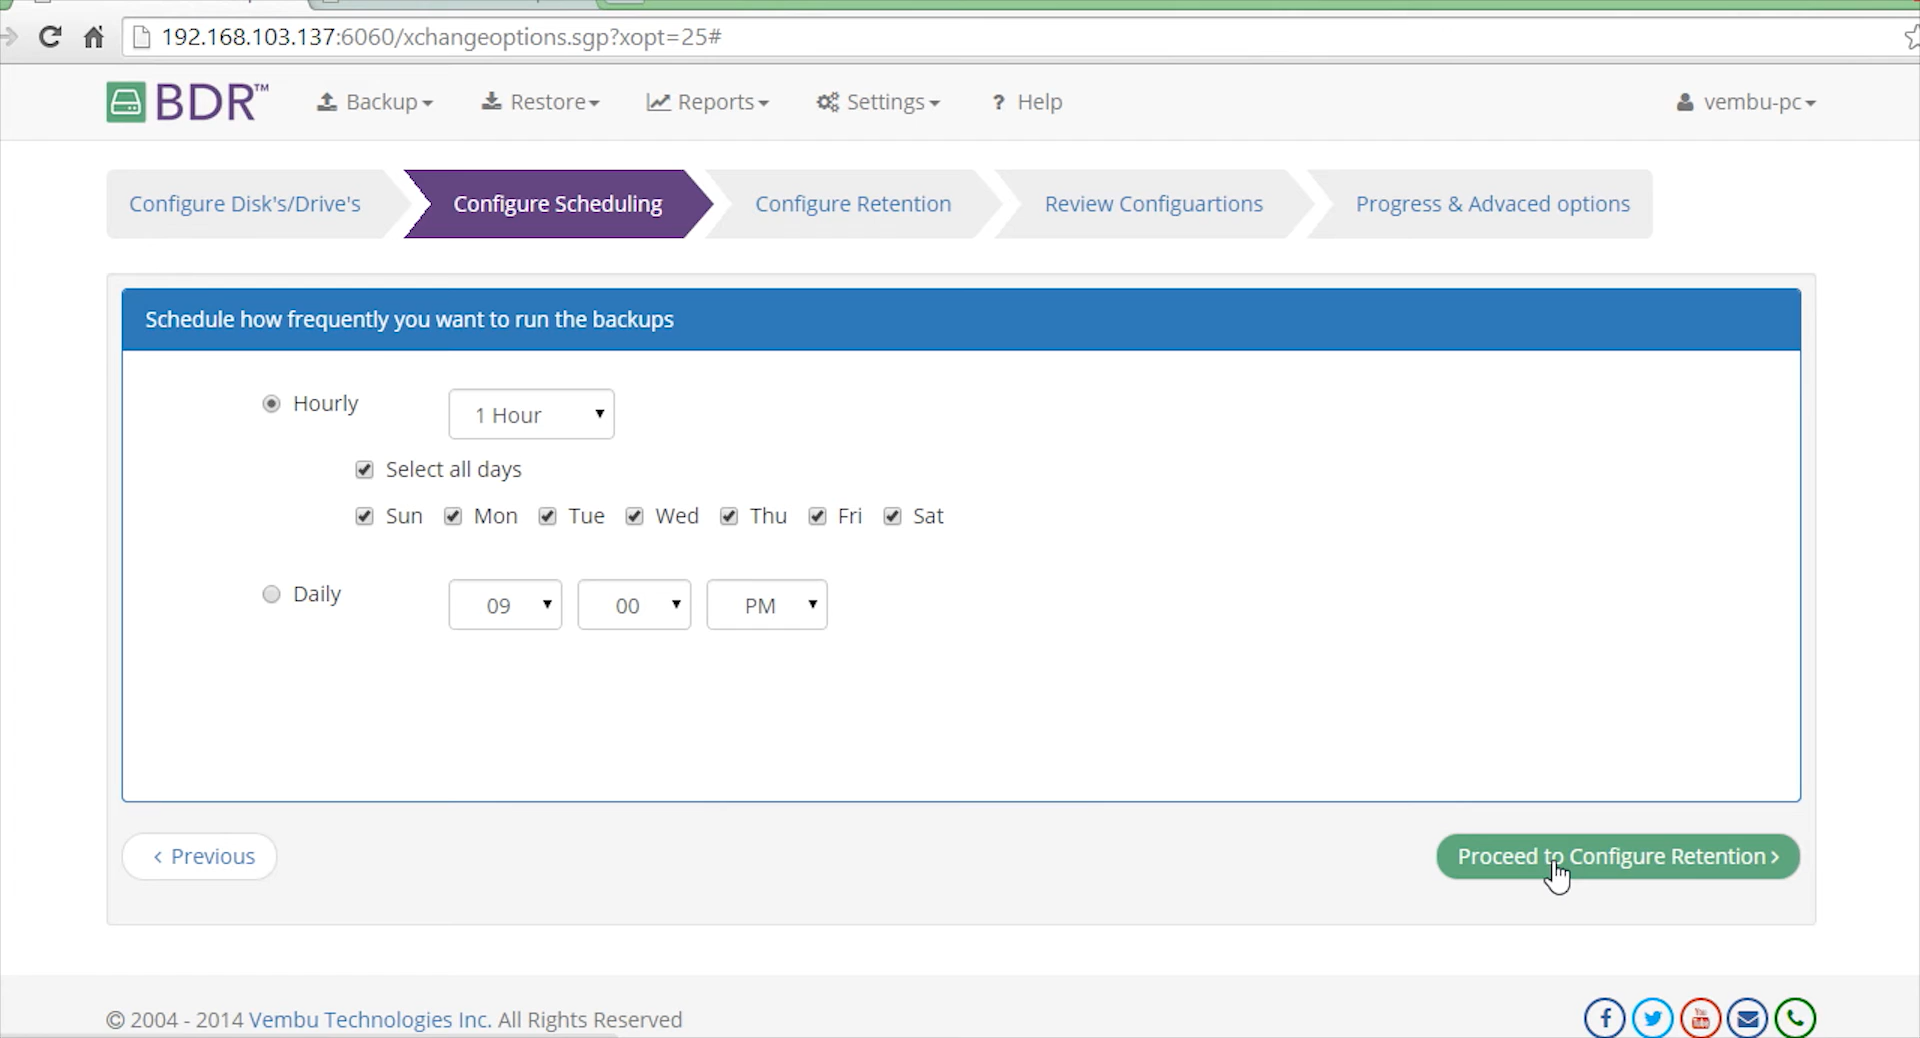 192.168.103.137:6060/xchangeoptions.sgp?xopt=25#
BDR™ Backup Restore Reports Settings ? Help vembu-pc
Configure Disk's/Drive's Configure Scheduling Configure Retention Review Configuartions Progress & Advaced options
Schedule how frequently you want to run the backups
Hourly 1 Hour
Select all days
Sun Mon Tue Wed Thu Fri Sat
Daily 09 00 PM
< Previous Proceed to Configure Retention >
© 2004 - 2014 Vembu Technologies Inc. All Rights Reserved